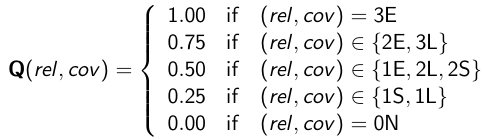 1.00 if (rel, cov) = 3E
0.75 if (rel, cov) ∈ {2E, 3L}
Q(rel, cov) = { 0.50 if (rel, cov) ∈ {1E, 2L, 2S}
0.25 if (rel, cov) ∈ {1S, 1L}
0.00 if (rel, cov) = 0N